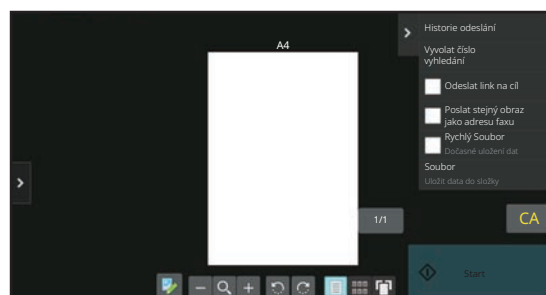 A4
Historie odeslání
Vyvolat číslo
vyhledání
Odeslat link na cíl
Poslat stejný obraz
jako adresu faxu
Rychlý Soubor
Dočasné uložení dat
Soubor
Uložit data do složky
1/1
CA
Start